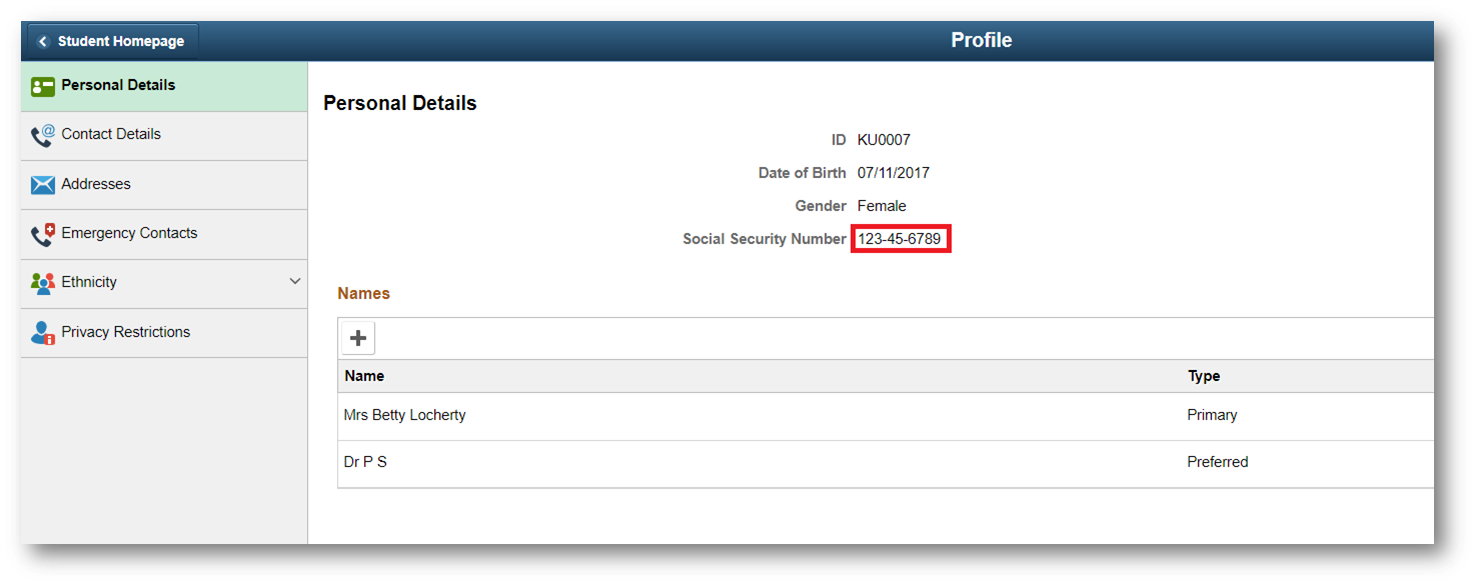 Student Homepage
Profile
Personal Details
Contact Details
Addresses
Emergency Contacts
Ethnicity
Privacy Restrictions
Personal Details
ID KU0007
Date of Birth 07/11/2017
Gender Female
Social Security Number 123-45-6789
Names
Name Type
Mrs Betty Locherty Primary
Dr P S Preferred